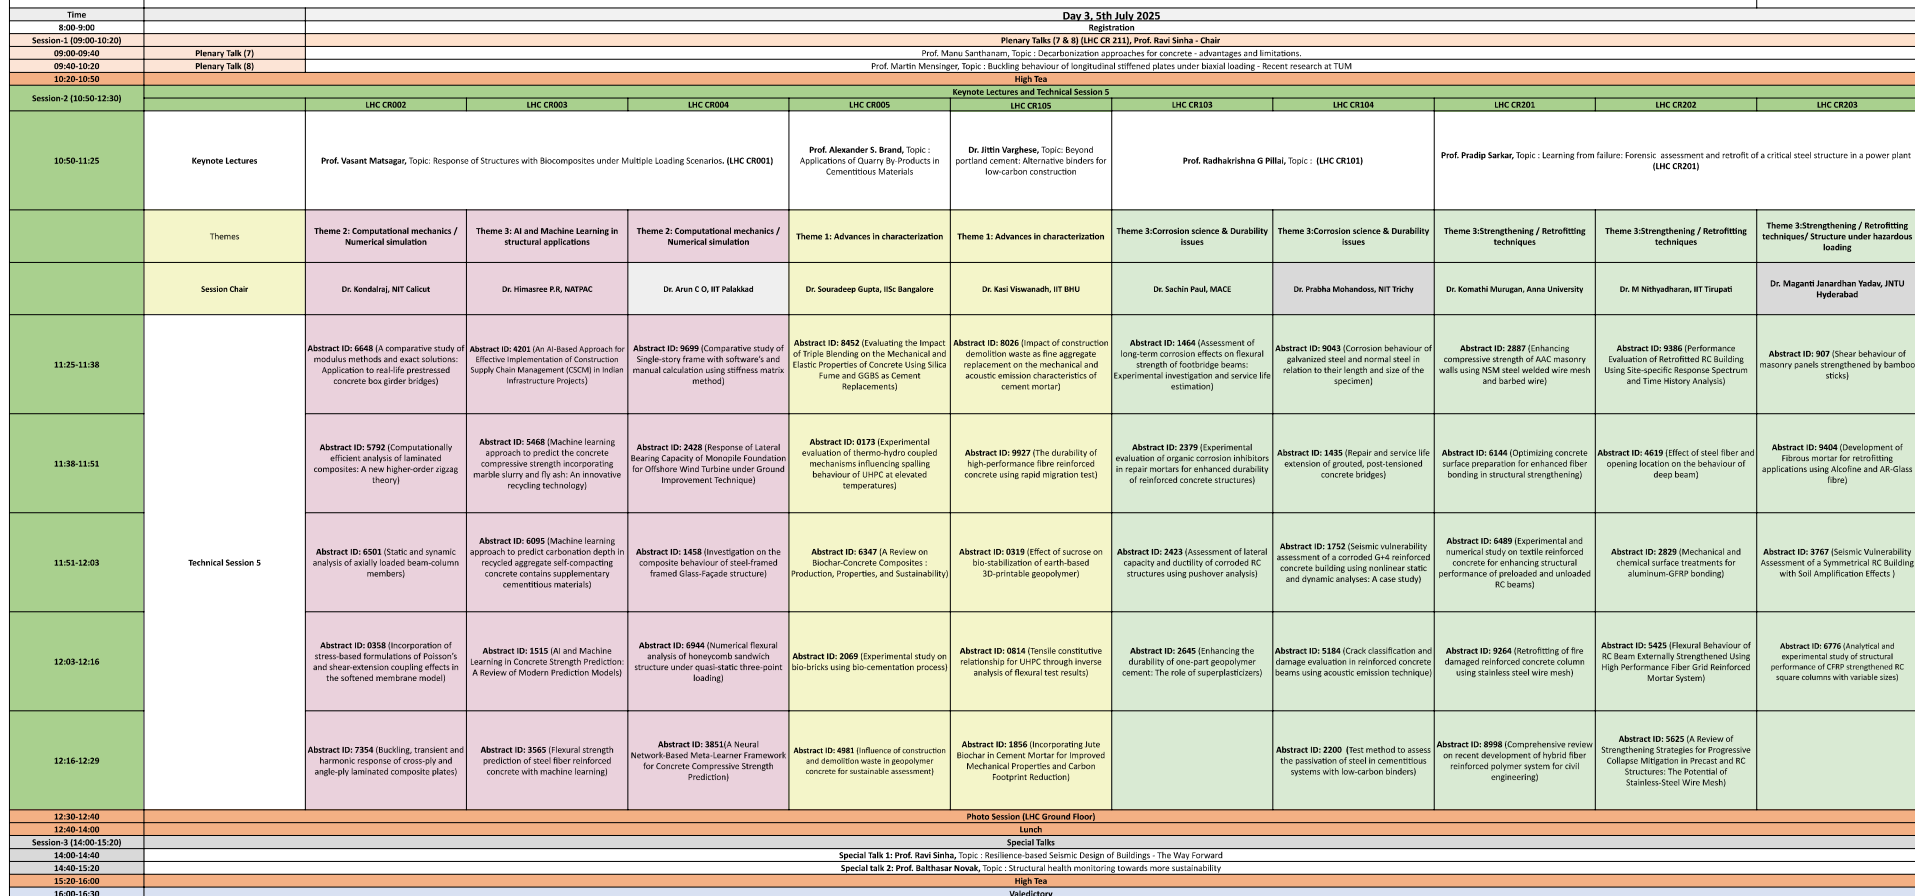 Time
Day 3, 5th July 2025
8:00-9:00
Registration
Session-1 (09:00-10:20)
Plenary Talks (7 & 8) (LHC CR 211), Prof. Ravi Sinha - Chair
09:00-09:40
Plenary Talk (7)
Prof. Manu Santhanam, Topic : Decarbonization approaches for concrete - advantages and limitations.
09:40-10:20
Plenary Talk (8)
Prof. Martin Mensinger, Topic : Buckling behaviour of longitudinal stiffened plates under biaxial loading - Recent research at TUM
10:20-10:50
High Tea
Session-2 (10:50-12:30)
Keynote Lectures and Technical Session 5
LHC CR002
LHC CR003
LHC CR004
LHC CR005
LHC CR105
LHC CR103
LHC CR104
LHC CR201
LHC CR202
LHC CR203
10:50-11:25
Keynote Lectures
Prof. Vasant Matsagar, Topic: Response of Structures with Biocomposites under Multiple Loading Scenarios. (LHC CR001)
Prof. Alexander S. Brand, Topic :
Applications of Quarry By-Products in
Cementitious Materials
Dr. Jittin Varghese, Topic: Beyond
portland cement: Alternative binders for
low-carbon construction
Prof. Radhakrishna G Pillai, Topic : (LHC CR101)
Prof. Pradip Sarkar, Topic : Learning from failure: Forensic assessment and retrofit of a critical steel structure in a power plant
(LHC CR201)
Themes
Theme 2: Computational mechanics /
Numerical simulation
Theme 3: AI and Machine Learning in
structural applications
Theme 2: Computational mechanics /
Numerical simulation
Theme 1: Advances in characterization
Theme 1: Advances in characterization
Theme 3:Corrosion science & Durability
issues
Theme 3:Corrosion science & Durability
issues
Theme 3:Strengthening / Retrofitting
techniques
Theme 3:Strengthening / Retrofitting
techniques
Theme 3:Strengthening / Retrofitting
techniques/ Structure under hazardous
loading
Session Chair
Dr. Kondalraj, NIT Calicut
Dr. Himasree P.R, NATPAC
Dr. Arun C O, IIT Palakkad
Dr. Souradeep Gupta, IISc Bangalore
Dr. Kasi Viswanadh, IIT BHU
Dr. Sachin Paul, MACE
Dr. Prabha Mohandoss, NIT Trichy
Dr. Komathi Murugan, Anna University
Dr. M Nithyadharan, IIT Tirupati
Dr. Maganti Janardhan Yadav, JNTU
Hyderabad
Technical Session 5
11:25-11:38
Abstract ID: 6648 (A comparative study of
modulus methods and exact solutions:
Application to real-life prestressed
concrete box girder bridges)
Abstract ID: 4201 (An AI-Based Approach for
Effective Implementation of Construction
Supply Chain Management (CSCM) in Indian
Infrastructure Projects)
Abstract ID: 9699 (Comparative study of
Single-story frame with software's and
manual calculation using stiffness matrix
method)
Abstract ID: 8452 (Evaluating the Impact
of Triple Blending on the Mechanical and
Elastic Properties of Concrete Using Silica
Fume and GGBS as Cement
Replacements)
Abstract ID: 8026 (Impact of construction
demolition waste as fine aggregate
replacement on the mechanical and
acoustic emission characteristics of
cement mortar)
Abstract ID: 1464 (Assessment of
long-term corrosion effects on flexural
strength of footbridge beams:
Experimental investigation and service life
estimation)
Abstract ID: 9043 (Corrosion behaviour of
galvanized steel and normal steel in
relation to their length and size of the
specimen)
Abstract ID: 2887 (Enhancing
compressive strength of AAC masonry
walls using NSM steel welded wire mesh
and barbed wire)
Abstract ID: 9386 (Performance
Evaluation of Retrofitted RC Building
Using Site-specific Response Spectrum
and Time History Analysis)
Abstract ID: 907 (Shear behaviour of
masonry panels strengthened by bamboo
sticks)
11:38-11:51
Abstract ID: 5792 (Computationally
efficient analysis of laminated
composites: A new higher-order zigzag
theory)
Abstract ID: 5468 (Machine learning
approach to predict the concrete
compressive strength incorporating
marble slurry and fly ash: An innovative
recycling technology)
Abstract ID: 2428 (Response of Lateral
Bearing Capacity of Monopile Foundation
for Offshore Wind Turbine under Ground
Improvement Technique)
Abstract ID: 0173 (Experimental
evaluation of thermo-hydro coupled
mechanisms influencing spalling
behaviour of UHPC at elevated
temperatures)
Abstract ID: 9927 (The durability of
high-performance fibre reinforced
concrete using rapid migration test)
Abstract ID: 2379 (Experimental
evaluation of organic corrosion inhibitors
in repair mortars for enhanced durability
of reinforced concrete structures)
Abstract ID: 1435 (Repair and service life
extension of grouted, post-tensioned
concrete bridges)
Abstract ID: 6144 (Optimizing concrete
surface preparation for enhanced fiber
bonding in structural strengthening)
Abstract ID: 4619 (Effect of steel fiber and
opening location on the behaviour of
deep beam)
Abstract ID: 9404 (Development of
Fibrous mortar for retrofitting
applications using Alcofine and AR-Glass
fibre)
11:51-12:03
Abstract ID: 6501 (Static and synamic
analysis of axially loaded beam-column
members)
Abstract ID: 6095 (Machine learning
approach to predict carbonation depth in
recycled aggregate self-compacting
concrete contains supplementary
cementitious materials)
Abstract ID: 1458 (Investigation on the
composite behaviour of steel-framed
framed Glass-Façade structure)
Abstract ID: 6347 (A Review on
Biochar-Concrete Composites :
Production, Properties, and Sustainability)
Abstract ID: 0319 (Effect of sucrose on
bio-stabilization of earth-based
3D-printable geopolymer)
Abstract ID: 2423 (Assessment of lateral
capacity and ductility of corroded RC
structures using pushover analysis)
Abstract ID: 1752 (Seismic vulnerability
assessment of a corroded G+4 reinforced
concrete building using nonlinear static
and dynamic analyses: A case study)
Abstract ID: 6489 (Experimental and
numerical study on textile reinforced
concrete for enhancing structural
performance of preloaded and unloaded
RC beams)
Abstract ID: 2829 (Mechanical and
chemical surface treatments for
aluminum-GFRP bonding)
Abstract ID: 3767 (Seismic Vulnerability
Assessment of a Symmetrical RC Building
with Soil Amplification Effects )
12:03-12:16
Abstract ID: 0358 (Incorporation of
stress-based formulations of Poisson's
and shear-extension coupling effects in
the softened membrane model)
Abstract ID: 1515 (AI and Machine
Learning in Concrete Strength Prediction:
A Review of Modern Prediction Models)
Abstract ID: 6944 (Numerical flexural
analysis of honeycomb sandwich
structure under quasi-static three-point
loading)
Abstract ID: 2069 (Experimental study on
bio-bricks using bio-cementation process)
Abstract ID: 0814 (Tensile constitutive
relationship for UHPC through inverse
analysis of flexural test results)
Abstract ID: 2645 (Enhancing the
durability of one-part geopolymer
cement: The role of superplasticizers)
Abstract ID: 5184 (Crack classification and
damage evaluation in reinforced concrete
beams using acoustic emission technique)
Abstract ID: 9264 (Retrofitting of fire
damaged reinforced concrete column
using stainless steel wire mesh)
Abstract ID: 5425 (Flexural Behaviour of
RC Beam Externally Strengthened Using
High Performance Fiber Grid Reinforced
Mortar System)
Abstract ID: 6776 (Analytical and
experimental study of structural
performance of CFRP strengthened RC
square columns with variable sizes)
12:16-12:29
Abstract ID: 7354 (Buckling, transient and
harmonic response of cross-ply and
angle-ply laminated composite plates)
Abstract ID: 3565 (Flexural strength
prediction of steel fiber reinforced
concrete with machine learning)
Abstract ID: 3851(A Neural
Network-Based Meta-Learner Framework
for Concrete Compressive Strength
Prediction)
Abstract ID: 4981 (Influence of construction
and demolition waste in geopolymer
concrete for sustainable assessment)
Abstract ID: 1856 (Incorporating Jute
Biochar in Cement Mortar for Improved
Mechanical Properties and Carbon
Footprint Reduction)
Abstract ID: 2200 (Test method to assess
the passivation of steel in cementitious
systems with low-carbon binders)
Abstract ID: 8998 (Comprehensive review
on recent development of hybrid fiber
reinforced polymer system for civil
engineering)
Abstract ID: 5625 (A Review of
Strengthening Strategies for Progressive
Collapse Mitigation in Precast and RC
Structures: The Potential of
Stainless-Steel Wire Mesh)
12:30-12:40
Photo Session (LHC Ground Floor)
12:40-14:00
Lunch
Session-3 (14:00-15:20)
Special Talks
14:00-14:40
Special Talk 1: Prof. Ravi Sinha, Topic : Resilience-based Seismic Design of Buildings - The Way Forward
14:40-15:20
Special talk 2: Prof. Balthasar Novak, Topic : Structural health monitoring towards more sustainability
15:20-16:00
High Tea
16:00-16:30
Valedictory